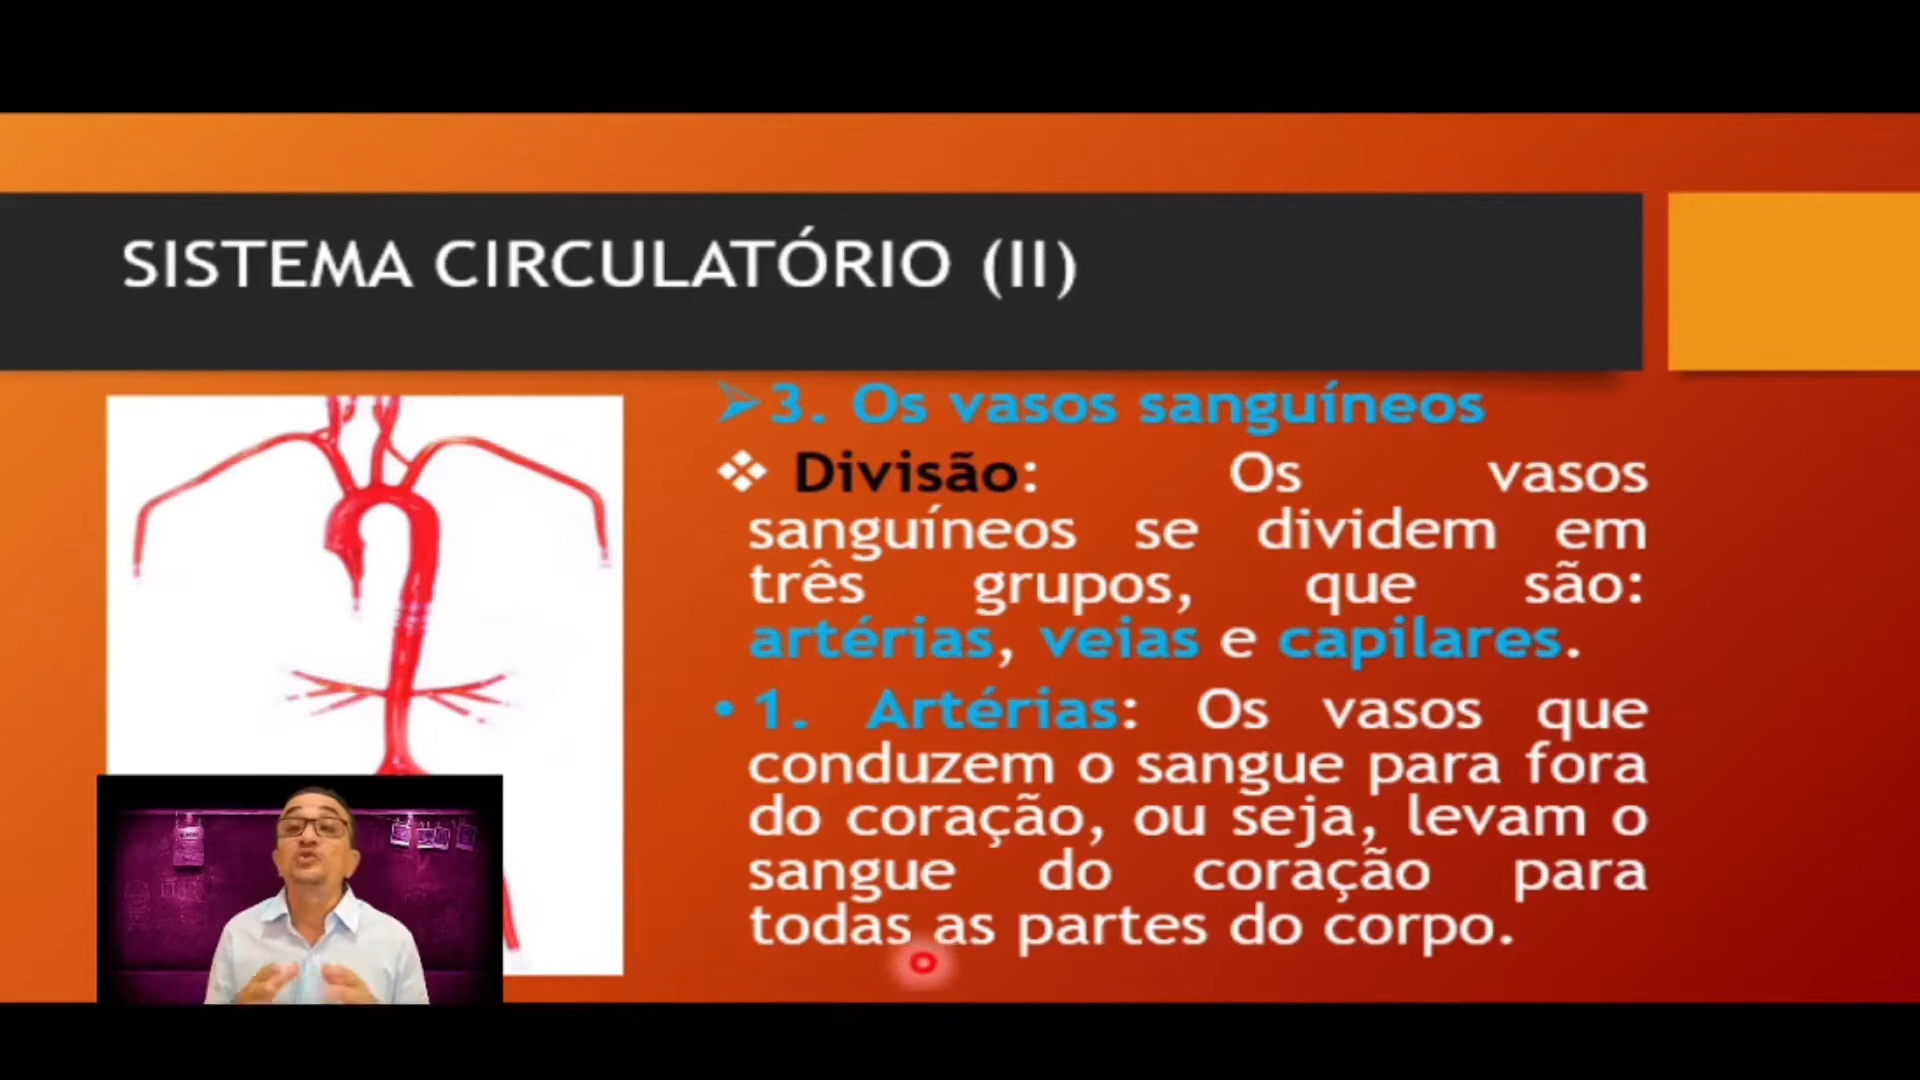 SISTEMA CIRCULATÓRIO (II)
3. Os vasos sanguíneos
Divisão: Os vasos
sanguíneos se dividem em
três grupos, que são:
artérias, veias e capilares.
• 1. Artérias: Os vasos que
conduzem o sangue para fora
do coração, ou seja, levam o
sangue do coração para
todas as partes do corpo.